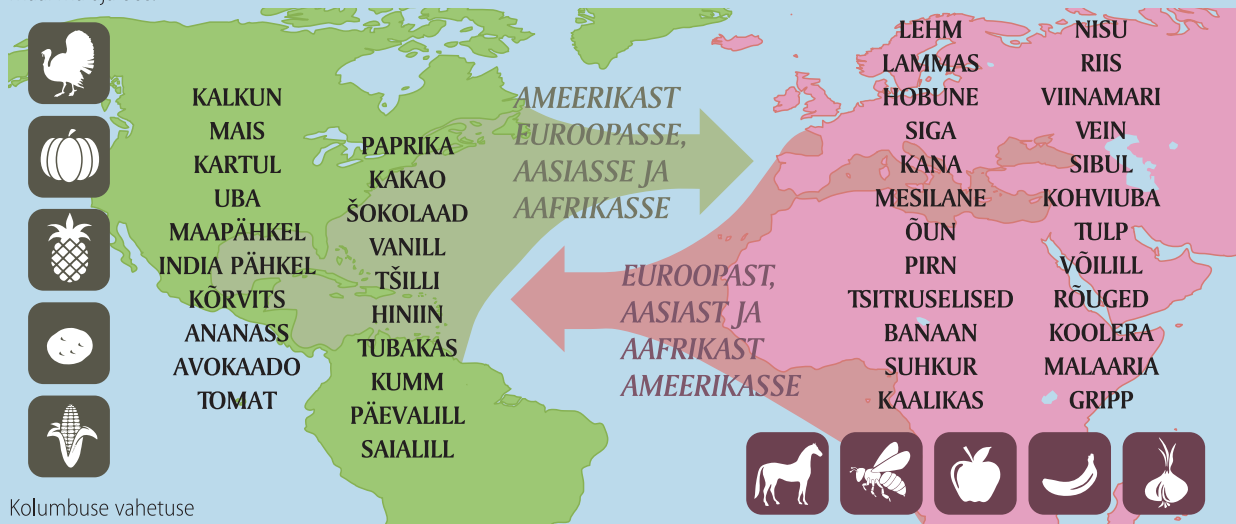 KALKUN
MAIS
KARTUL
UBA
MAAPÄHKEL
INDIA PÄHKEL
KÕRVITS
ANANASS
AVOKAADO
TOMAT
PAPRIKA
KAKAO
ŠOKOLAAD
VANILL
TŠILLI
HINIIN
TUBAKAS
KUMM
PÄEVALILL
SAIALILL
AMEERIKAST
EUROOPASSE,
AASIASSE JA
AAFRIKASSE
EUROOPAST,
AASIAST JA
AAFRIKAST
AMEERIKASSE
LEHM
LAMMAS
HOBUNE
SIGA
KANA
MESILANE
ÕUN
PIRN
TSITRUSELISED
BANAAN
SUHKUR
KAALIKAS
NISU
RIIS
VIINAMARI
VEIN
SIBUL
KOHVIUBA
TULP
VÕILILL
RÕUGED
KOOLERA
MALAARIA
GRIPP
Kolumbuse vahetuse